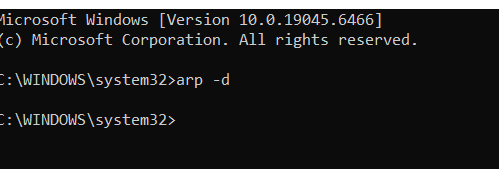 Microsoft Windows [Version 10.0.19045.6466]
(c) Microsoft Corporation. All rights reserved.
C:\WINDOWS\system32>arp -d
C:\WINDOWS\system32>